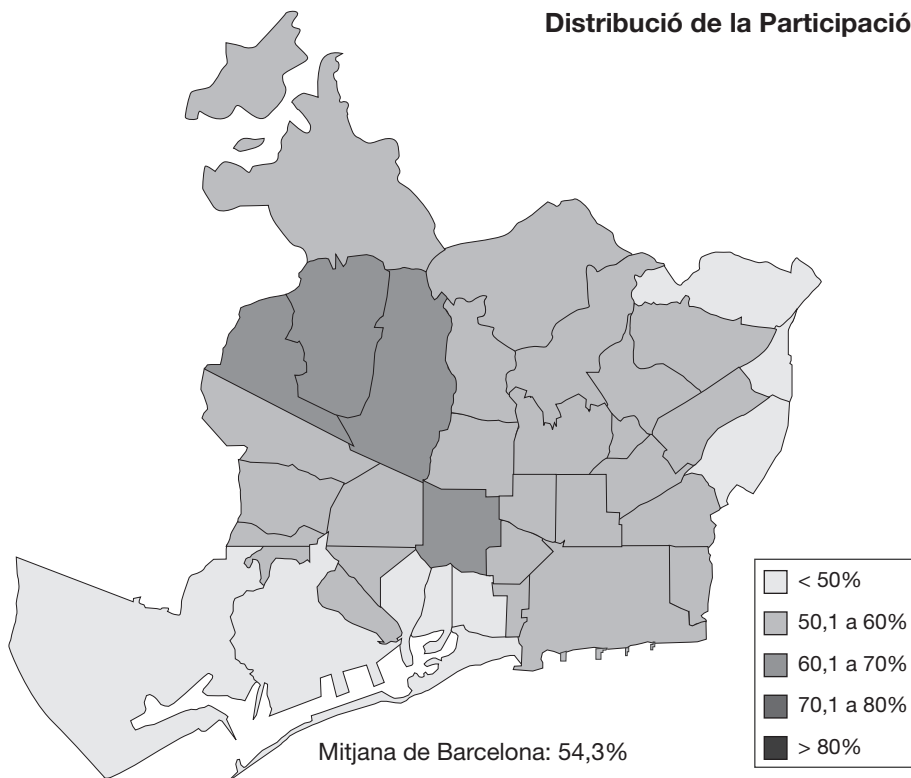 Distribució de la Participació
< 50%
50,1 a 60%
60,1 a 70%
70,1 a 80%
> 80%
Mitjana de Barcelona: 54,3%